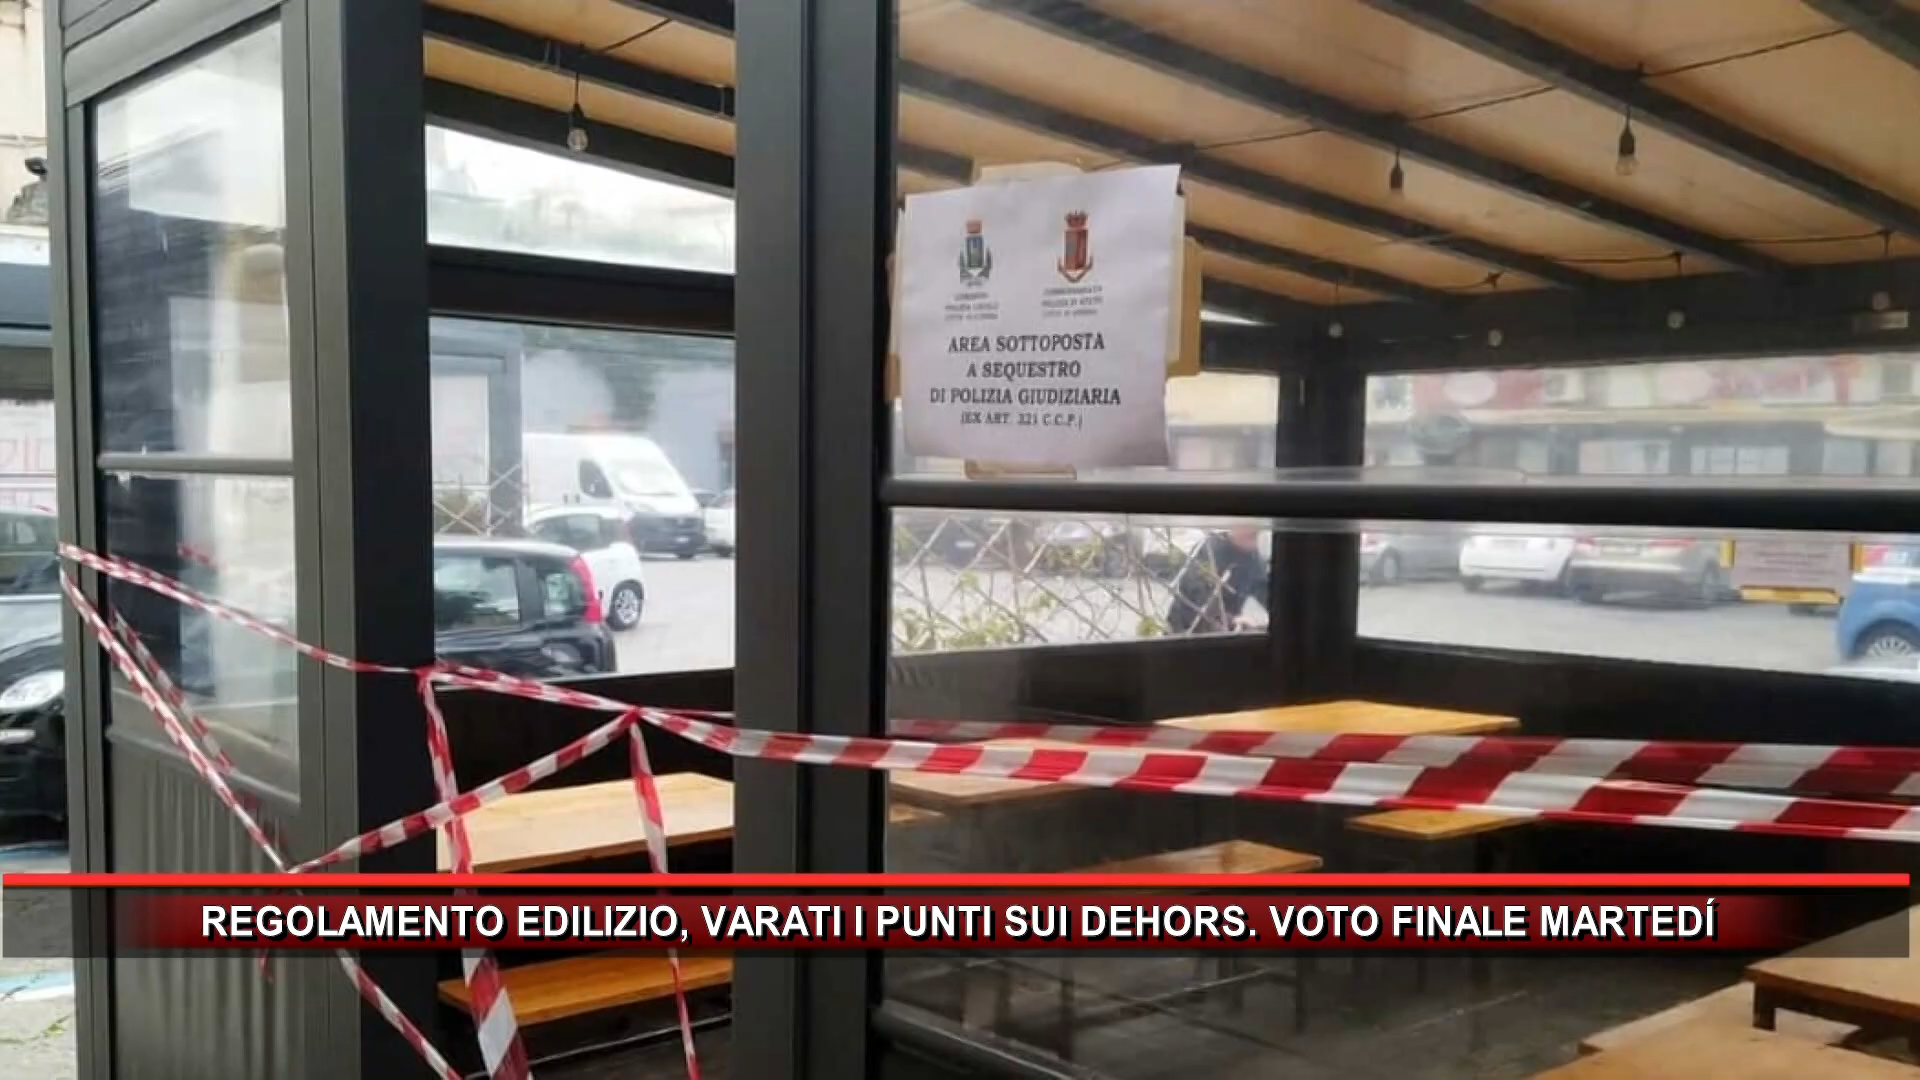 AREA SOTTOPOSTA
A SEQUESTRO
DI POLIZIA GIUDIZIARIA
(EX ART. 321 C.C.P.)
REGOLAMENTO EDILIZIO, VARATI I PUNTI SUI DEHORS. VOTO FINALE MARTEDÍ